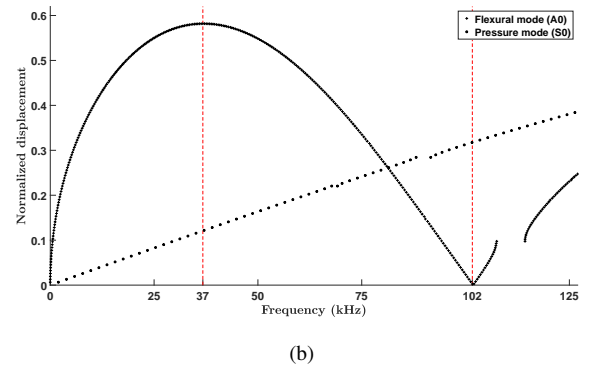 0.6
0.5
0.4
0.3
0.2
0.1
0
Normalized displacement
Flexural mode (A0)
Pressure mode (S0)
0 25 37 50 75 102 125
Frequency (kHz)
(b)